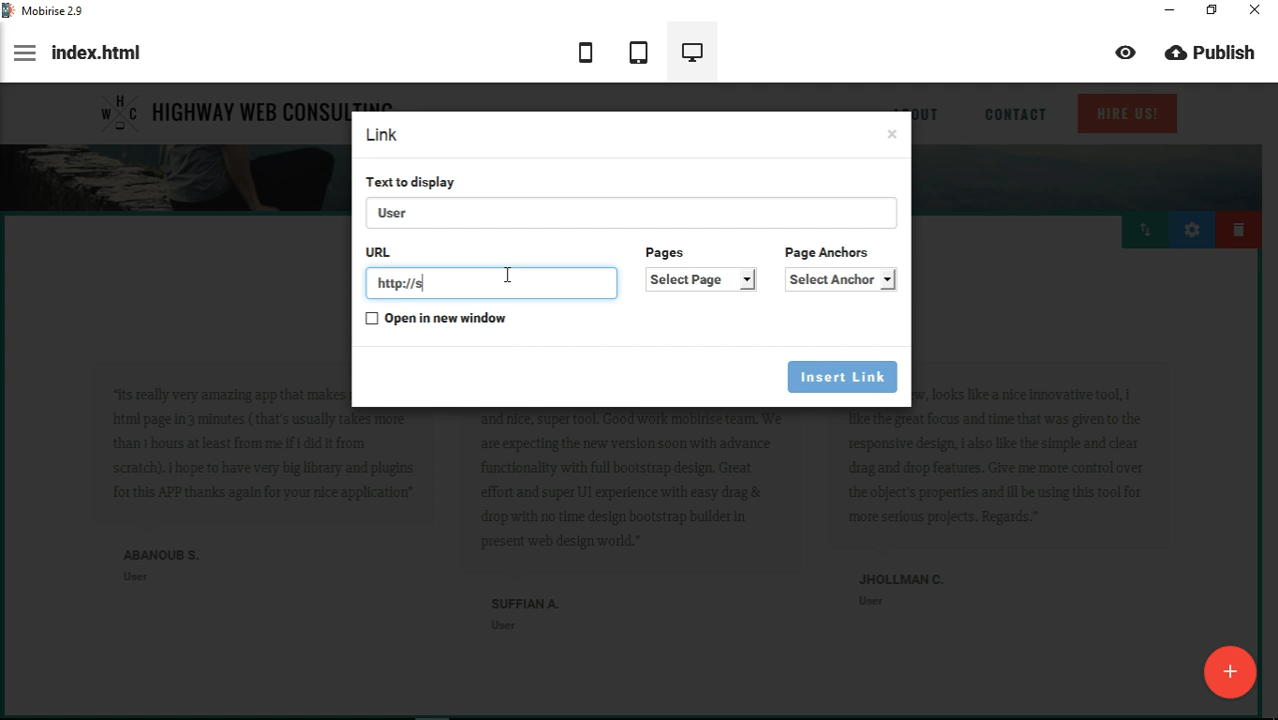 Mobirise 2.9
index.html
Publish
H
W C
HIGHWAY WEB CONSULTING
ABOUT
CONTACT
HIRE US!
Link
×
Text to display
User
URL
Pages
Page Anchors
http://s
Select Page
Select Anchor
Open in new window
Insert Link
"its really very amazing app that makes
html page in 3 minutes ( that's usually takes more
than 1 hours at least from me if i did it from
scratch). i hope to have very big library and plugins
for this APP thanks again for your nice application"
ABANOUB S.
User
and nice, super tool. Good work mobirise team. We
are expecting the new version soon with advance
functionality with full bootstrap design. Great
effort and super UI experience with easy drag &
drop with no time design bootstrap builder in
present web design world."
SUFFIAN A.
User
looks like a nice innovative tool, i
like the great focus and time that was given to the
responsive design, i also like the simple and clear
drag and drop features. Give me more control over
the object's properties and ill be using this tool for
more serious projects. Regards."
JHOLLMAN C.
User
+